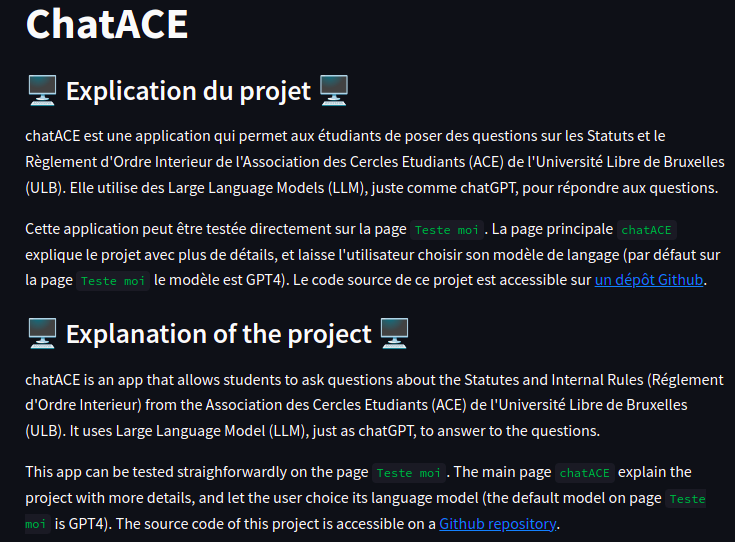 ChatACE
🖥️ Explication du projet 🖥️
chatACE est une application qui permet aux étudiants de poser des questions sur les Statuts et le
Règlement d'Ordre Interieur de l'Association des Cercles Etudiants (ACE) de l'Université Libre de Bruxelles
(ULB). Elle utilise des Large Language Models (LLM), juste comme chatGPT, pour répondre aux questions.
Cette application peut être testée directement sur la page Teste moi. La page principale chatACE
explique le projet avec plus de détails, et laisse l'utilisateur choisir son modèle de langage (par défaut sur
la page Teste moi le modèle est GPT4). Le code source de ce projet est accessible sur un dépôt Github.
🖥️ Explanation of the project 🖥️
chatACE is an app that allows students to ask questions about the Statutes and Internal Rules (Réglement
d'Ordre Interieur) from the Association des Cercles Etudiants (ACE) de l'Université Libre de Bruxelles
(ULB). It uses Large Language Model (LLM), just as chatGPT, to answer to the questions.
This app can be tested straighforwardly on the page Teste moi. The main page chatACE explain the
project with more details, and let the user choice its language model (the default model on page Teste
moi is GPT4). The source code of this project is accessible on a Github repository.